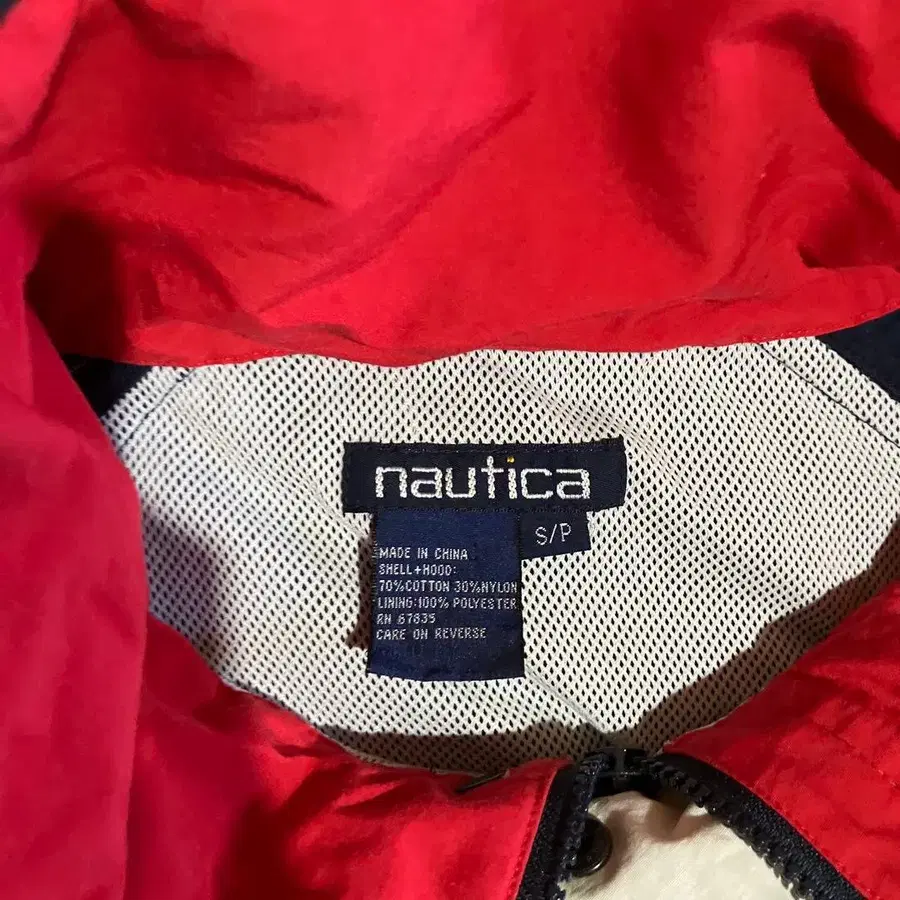 nautica
S/P
MADE IN CHINA
SHELL+HOOD:
70%COTTON 30%NYLON
LINING:100% POLYESTER
RN 67835
CARE ON REVERSE